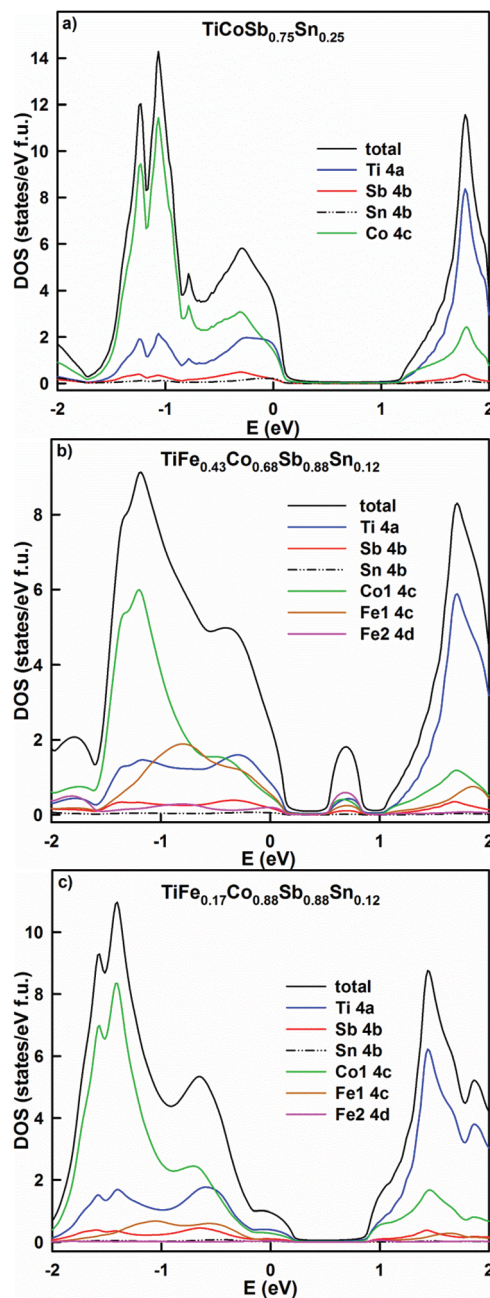 a)
TiCoSb0.75Sn0.25
DOS (states/eV f.u.)
14
12
10
8
6
4
2
0
total
Ti 4a
Sb 4b
Sn 4b
Co 4c
-2 -1 0 1 2
E (eV)
b)
TiFe0.43Co0.68Sb0.88Sn0.12
DOS (states/eV f.u.)
8
6
4
2
0
total
Ti 4a
Sb 4b
Sn 4b
Co1 4c
Fe1 4c
Fe2 4d
-2 -1 0 1 2
E (eV)
c)
TiFe0.17Co0.88Sb0.88Sn0.12
DOS (states/eV f.u.)
10
8
6
4
2
0
total
Ti 4a
Sb 4b
Sn 4b
Co1 4c
Fe1 4c
Fe2 4d
-2 -1 0 1 2
E (eV)